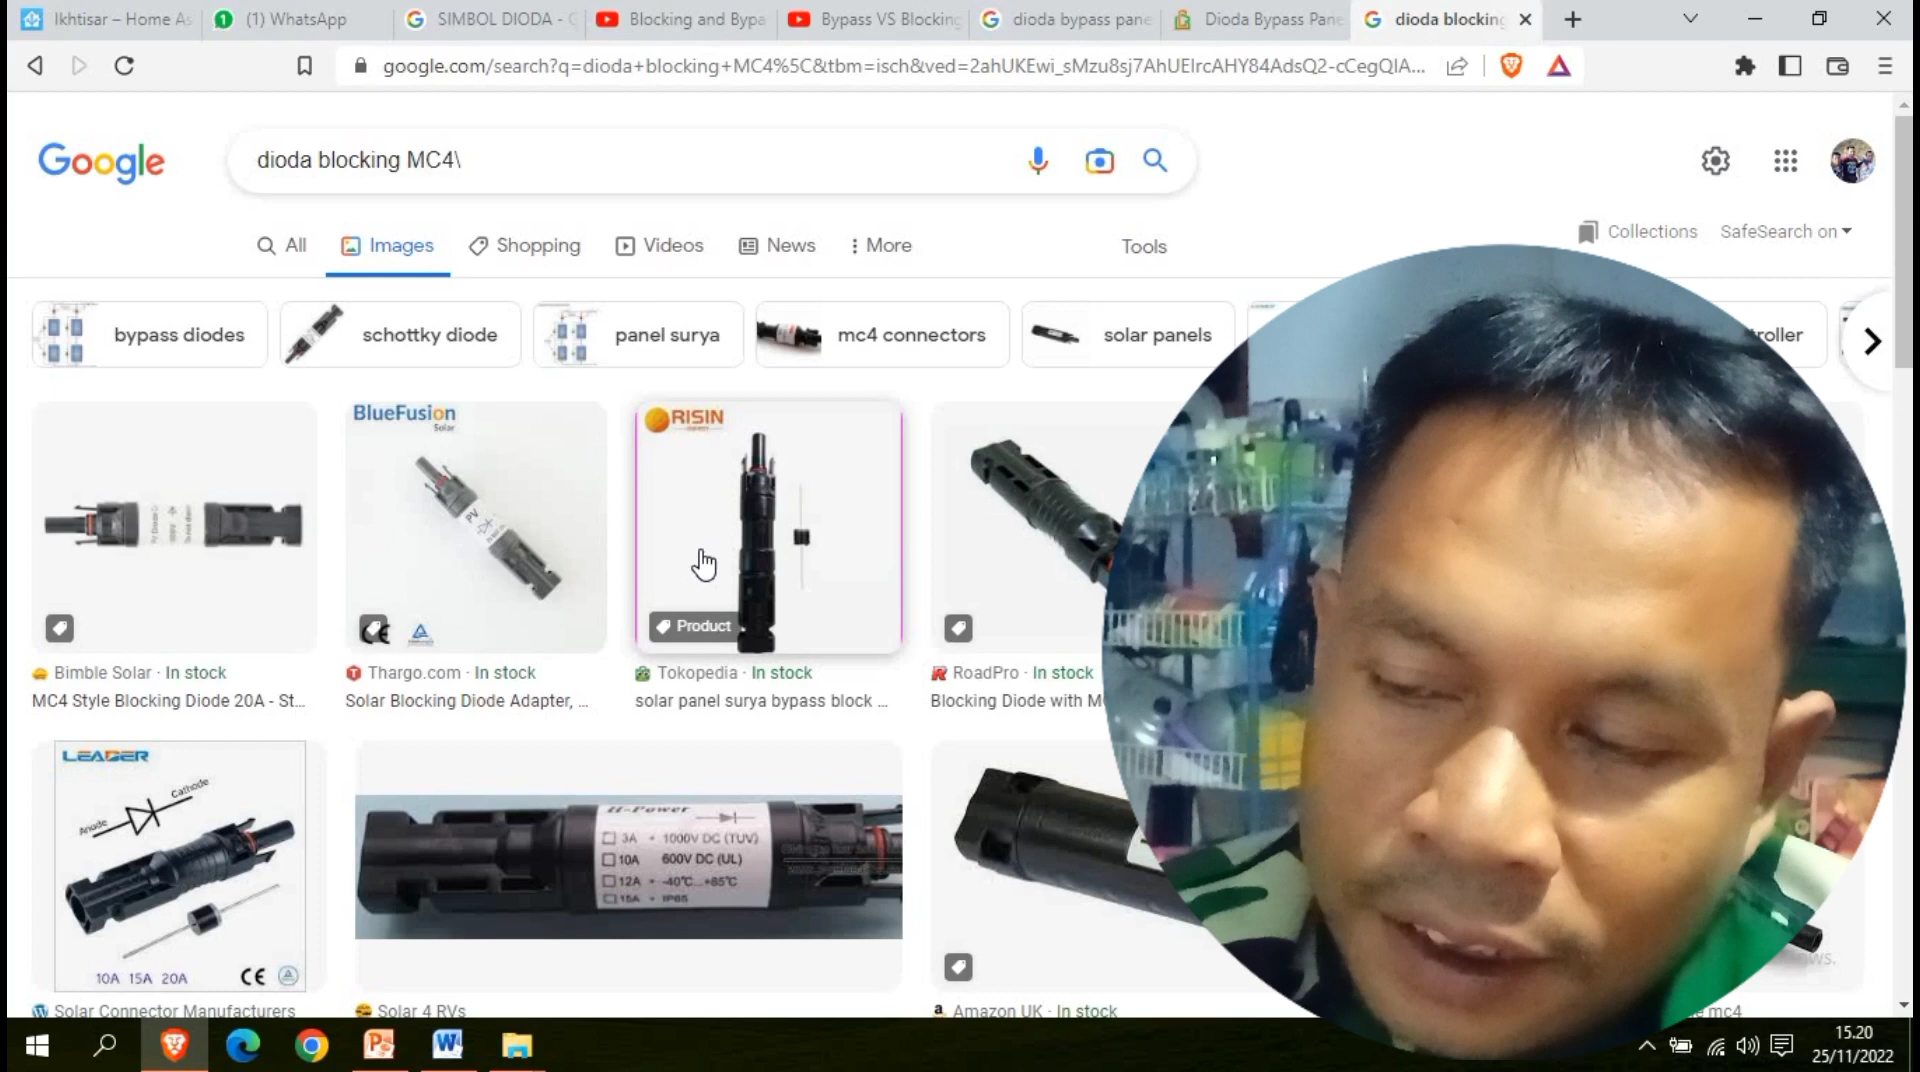 Ikhtisar – Home As
(1) WhatsApp
SIMBOL DIODA - G
Blocking and Bypa
Bypass VS Blocking
dioda bypass pane
Dioda Bypass Pane
dioda blocking
google.com/search?q=dioda+blocking+MC4%5C&tbm=isch&ved=2ahUKEwi_sMzu8sj7AhUElrcAHY84AdsQ2-cCegQIA...
Google
dioda blocking MC4\
All
Images
Shopping
Videos
News
More
Tools
Collections
SafeSearch on
bypass diodes
schottky diode
panel surya
mc4 connectors
solar panels
roller
BlueFusion
Solar
RISIN
ENERGY
PV
CE
Product
Bimble Solar · In stock
MC4 Style Blocking Diode 20A - St...
Thargo.com · In stock
Solar Blocking Diode Adapter, ...
Tokopedia · In stock
solar panel surya bypass block ...
RoadPro · In stock
Blocking Diode with M
LEADER
Cathode
Anode
10A 15A 20A
CE
H-Power
3A • 1000V DC (TUV)
10A 600V DC (UL)
12A • -40℃...+85℃
15A • IP65
Solar Connector Manufacturers
Solar 4 RVs
Amazon UK · In stock
mc4
15.20
25/11/2022